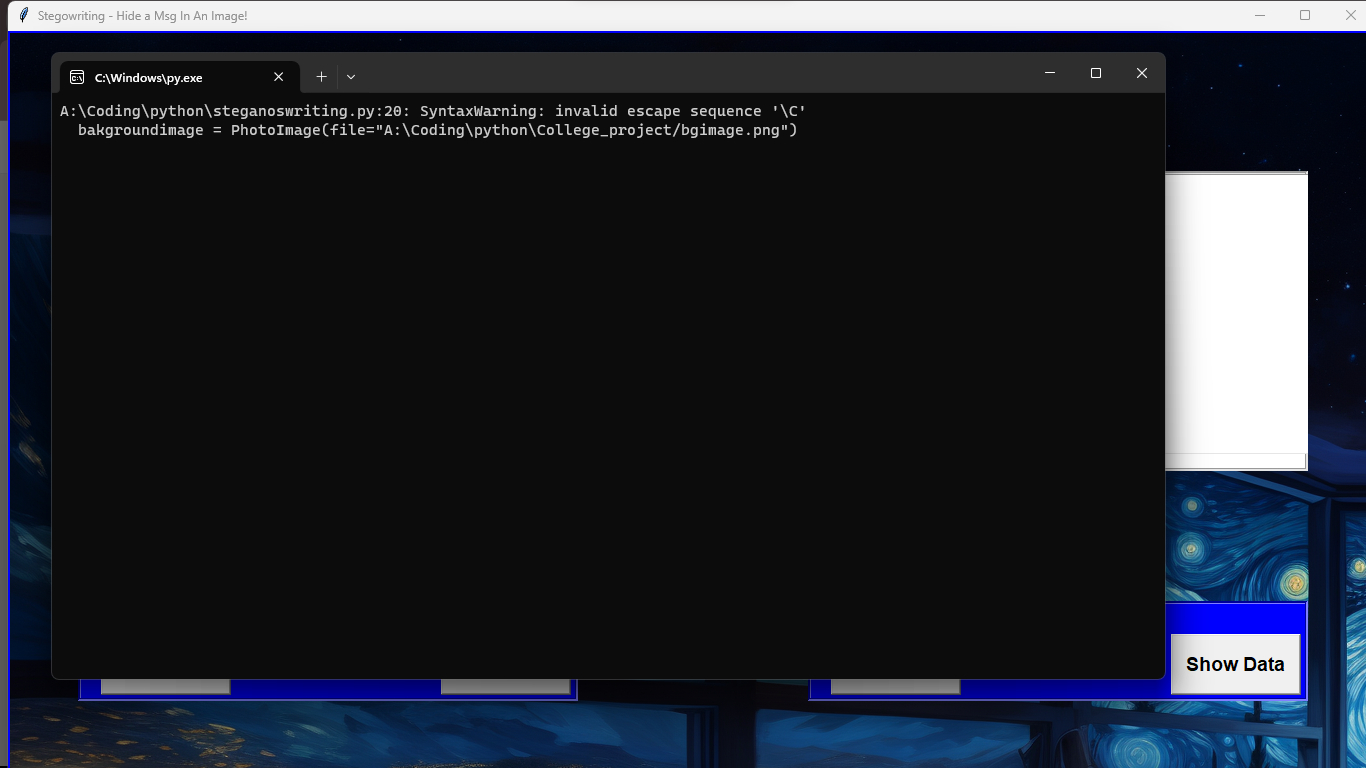 Stegowriting - Hide a Msg In An Image!
C:\Windows\py.exe
A:\Coding\python\steganoswriting.py:20: SyntaxWarning: invalid escape sequence '\C'
bakgroundimage = PhotoImage(file="A:\Coding\python\College_project/bgimage.png")
Show Data